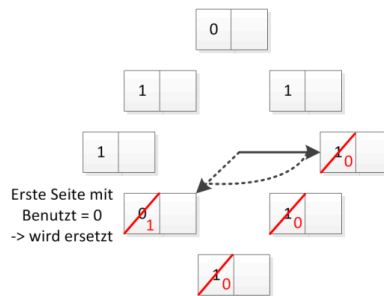 0
1 1
1 1 0
Erste Seite mit
Benutzt = 0
-> wird ersetzt
0 1 1 0
1 0